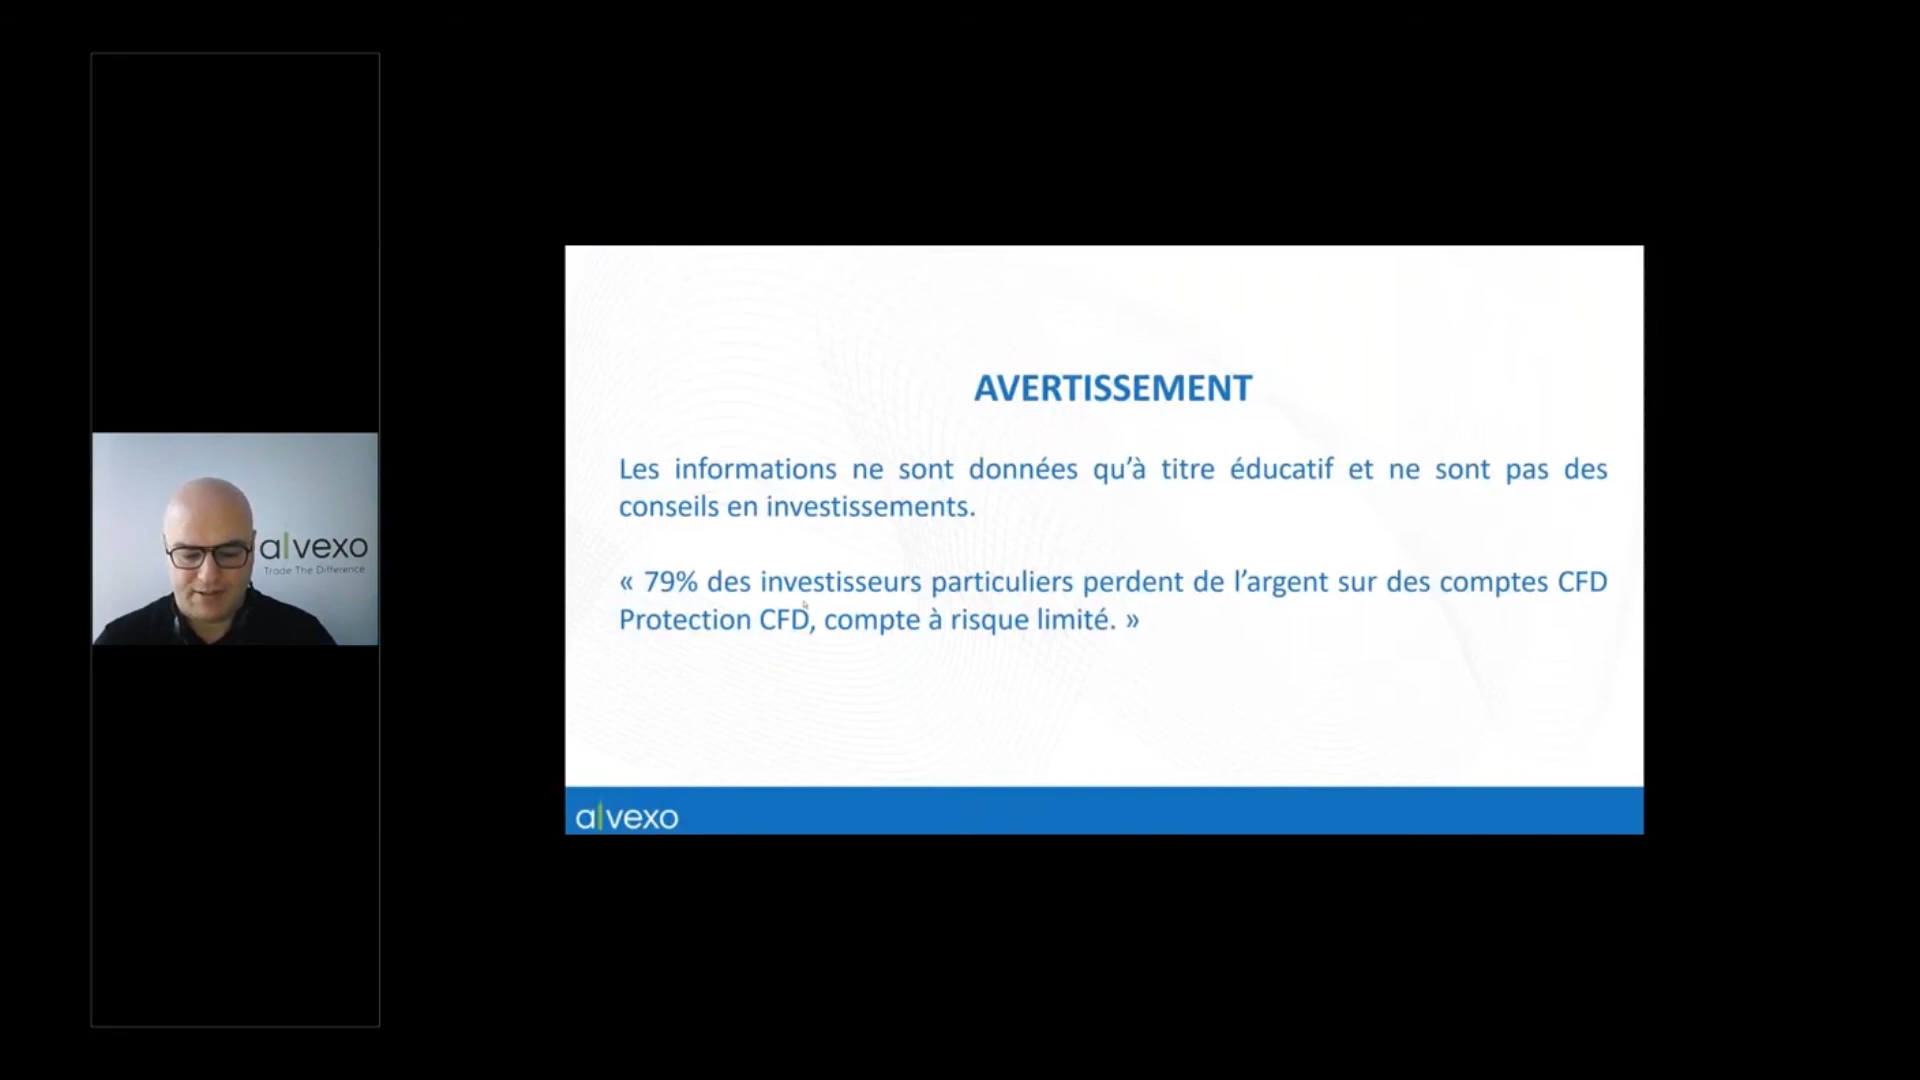 alvexo
Trade The Difference
AVERTISSEMENT
Les informations ne sont données qu’à titre éducatif et ne sont pas des
conseils en investissements.
« 79% des investisseurs particuliers perdent de l’argent sur des comptes CFD
Protection CFD, compte à risque limité. »
alvexo